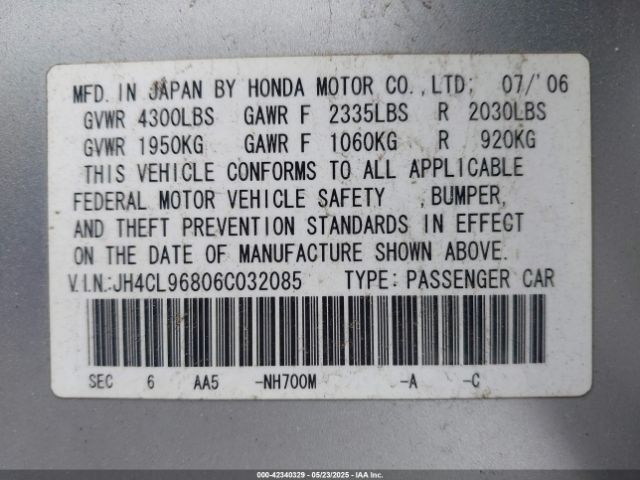 MFD. IN JAPAN BY HONDA MOTOR CO.,LTD; 07/'06
GVWR 4300LBS GAWR F 2335LBS R 2030LBS
GVWR 1950KG GAWR F 1060KG R 920KG
THIS VEHICLE CONFORMS TO ALL APPLICABLE
FEDERAL MOTOR VEHICLE SAFETY ,BUMPER,
AND THEFT PREVENTION STANDARDS IN EFFECT
ON THE DATE OF MANUFACTURE SHOWN ABOVE.
V.I.N.:JH4CL96806C032085 TYPE: PASSENGER CAR
SEC 6 AA5 -NH700M -A -C
000-42340329 - 05/23/2025 - IAA Inc.